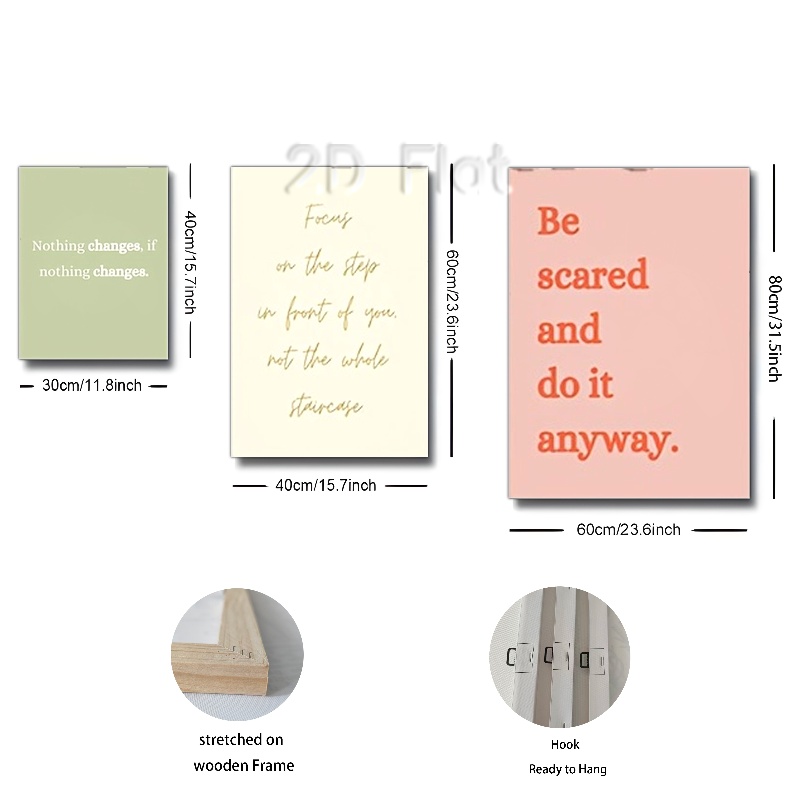 2D Flat
Nothing changes, if
nothing changes.
40cm/15.7inch
30cm/11.8inch
Focus
on the step
in front of you,
not the whole
staircase
60cm/23.6inch
40cm/15.7inch
Be
scared
and
do it
anyway.
80cm/31.5inch
60cm/23.6inch
stretched on
wooden Frame
Hook
Ready to Hang